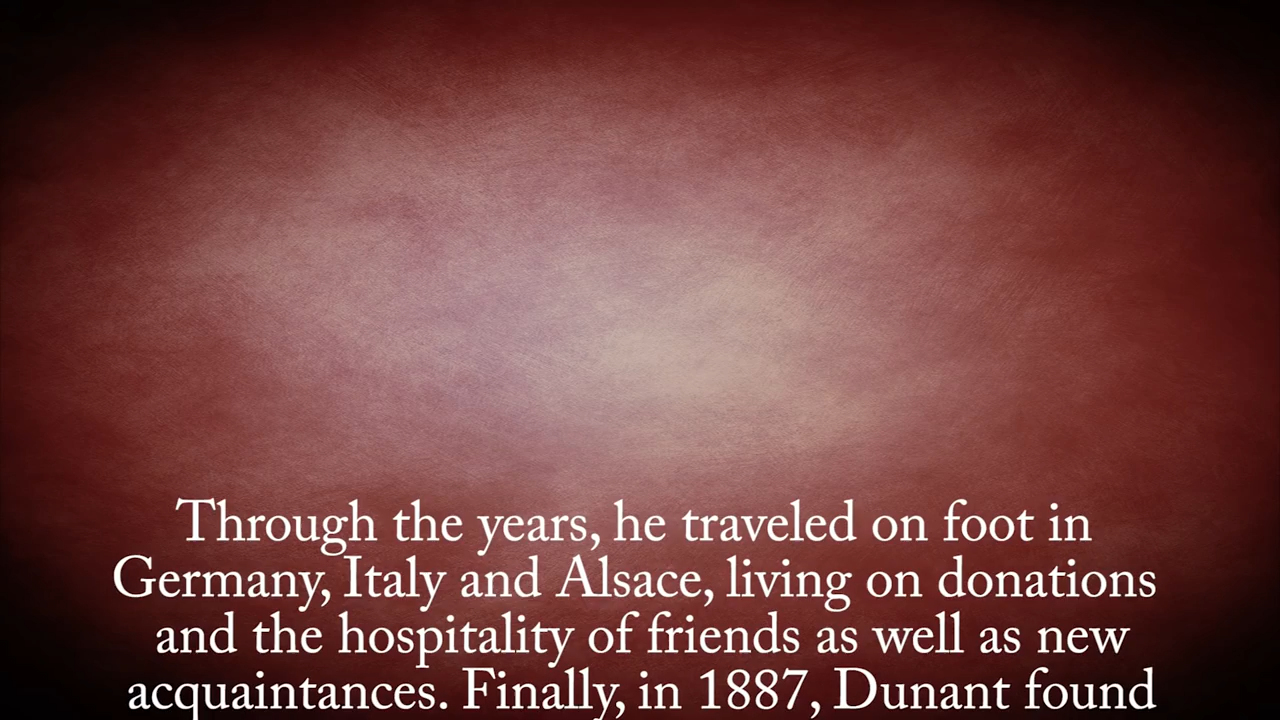 Through the years, he traveled on foot in
Germany, Italy and Alsace, living on donations
and the hospitality of friends as well as new
acquaintances. Finally, in 1887, Dunant found